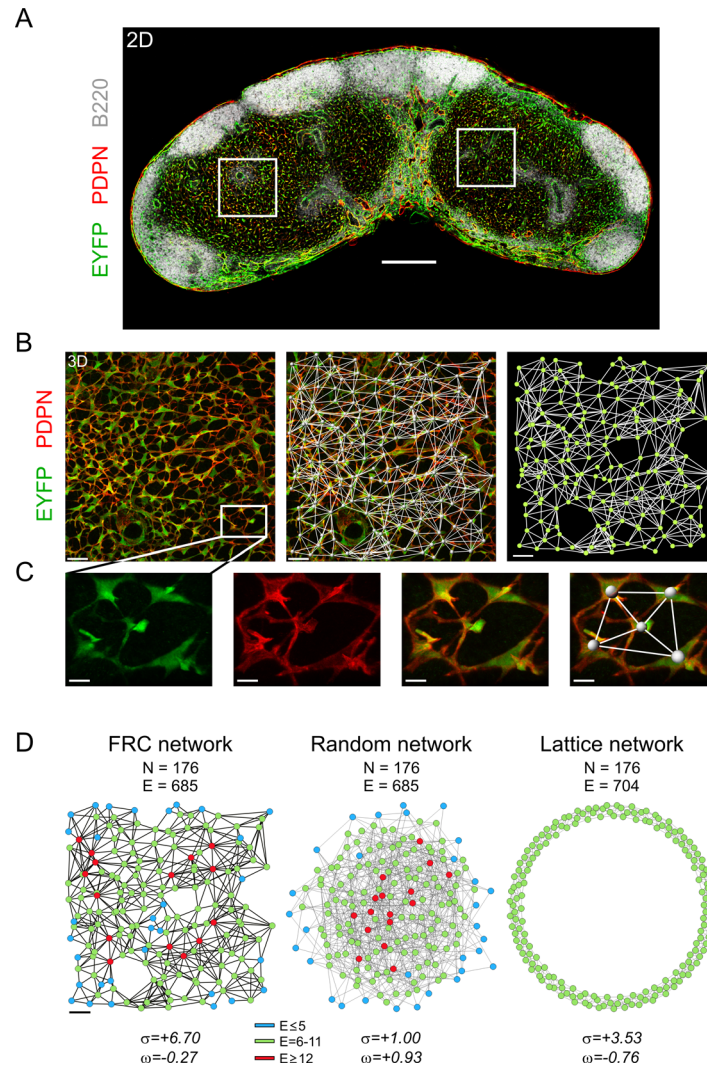 A
2D
EYFP PDPN B220
B
3D
EYFP PDPN
C
D
FRC network
N = 176
E = 685
Random network
N = 176
E = 685
Lattice network
N = 176
E = 704
E≤5
E=6-11
E≥12
σ=+6.70
ω=-0.27
σ=+1.00
ω=+0.93
σ=+3.53
ω=-0.76